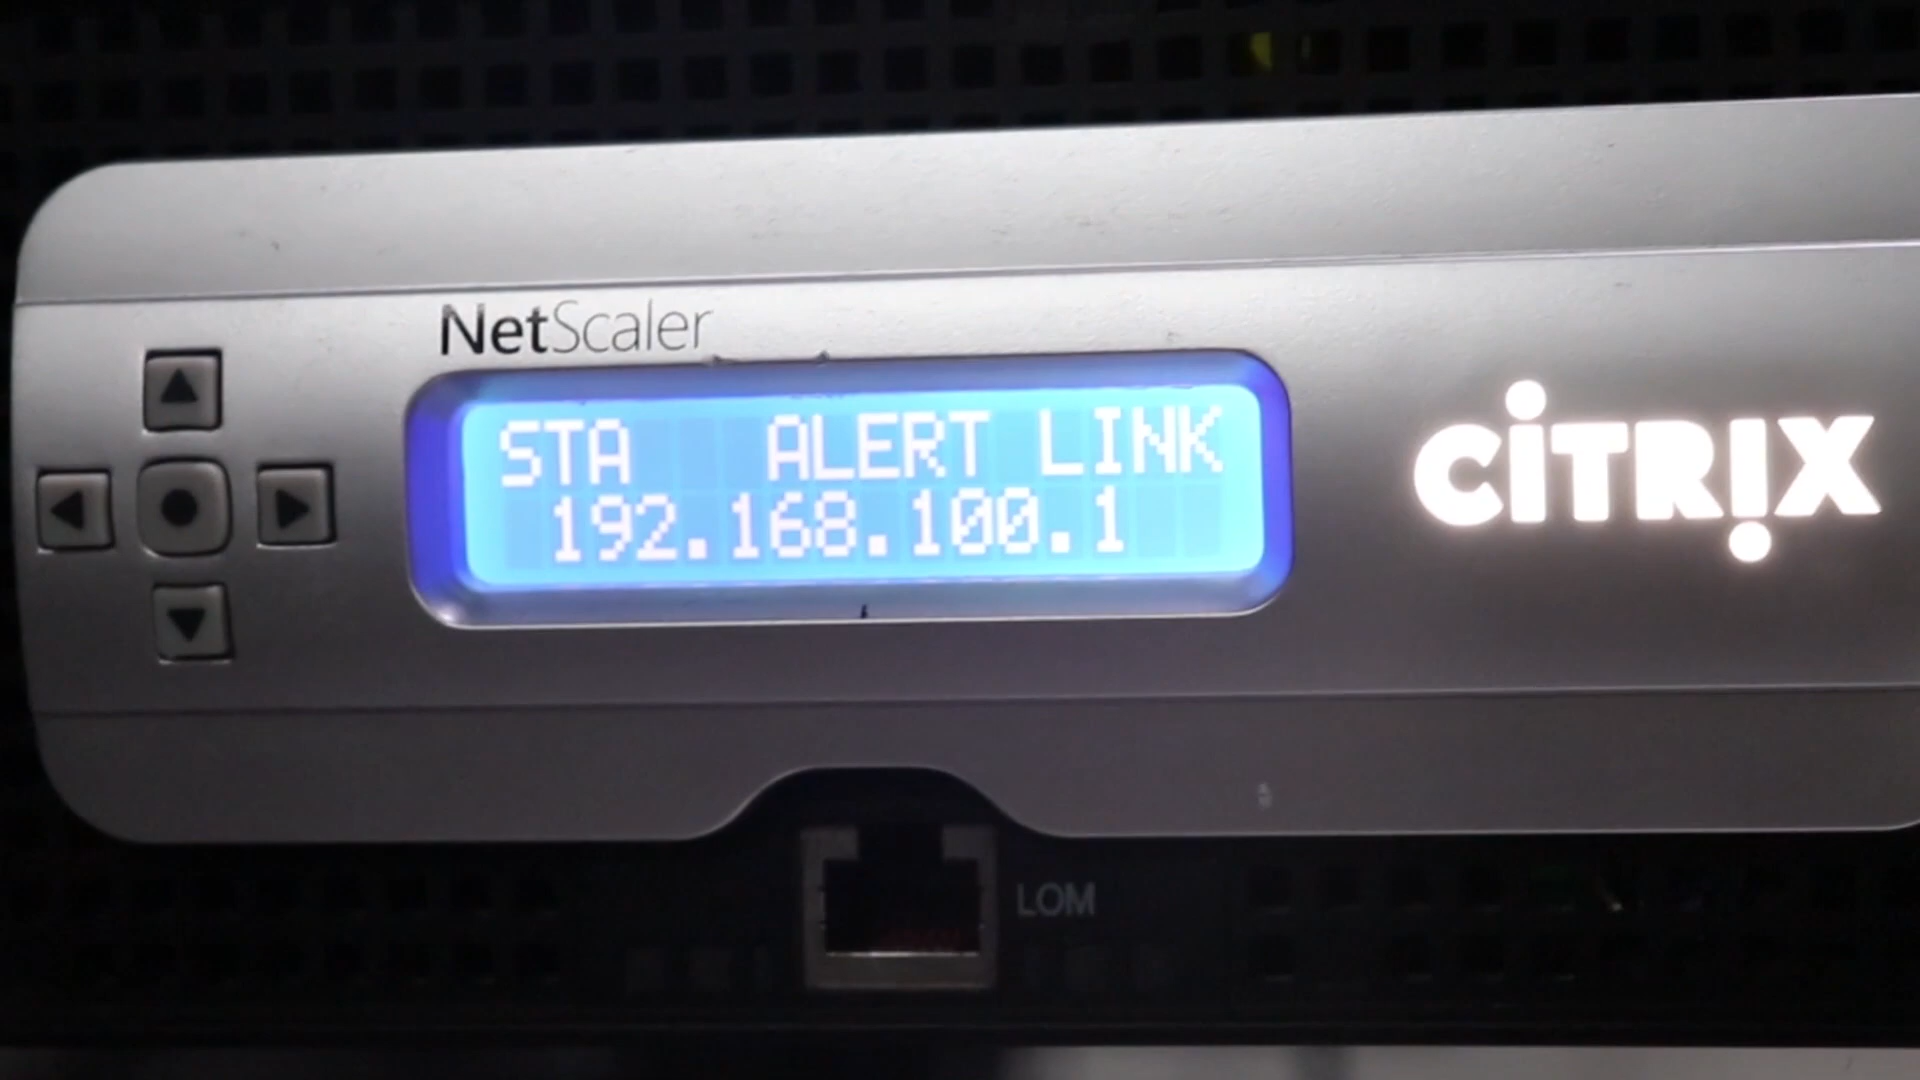 NetScaler
STA ALERT LINK
192.168.100.1
CITRIX
LOM